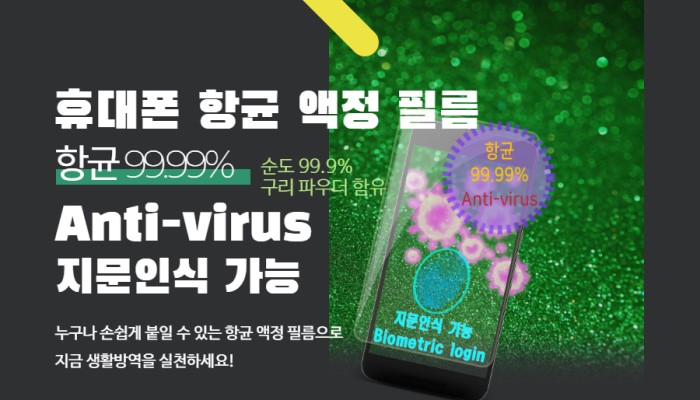 휴대폰 항균 액정 필름
항균 99.99%
순도 99.9%
구리 파우더 함유
Anti-virus
지문인식 가능
누구나 손쉽게 붙일 수 있는 항균 액정 필름으로
지금 생활방역을 실천하세요!
항균
99.99%
Anti-virus
지문인식 가능
Biometric login